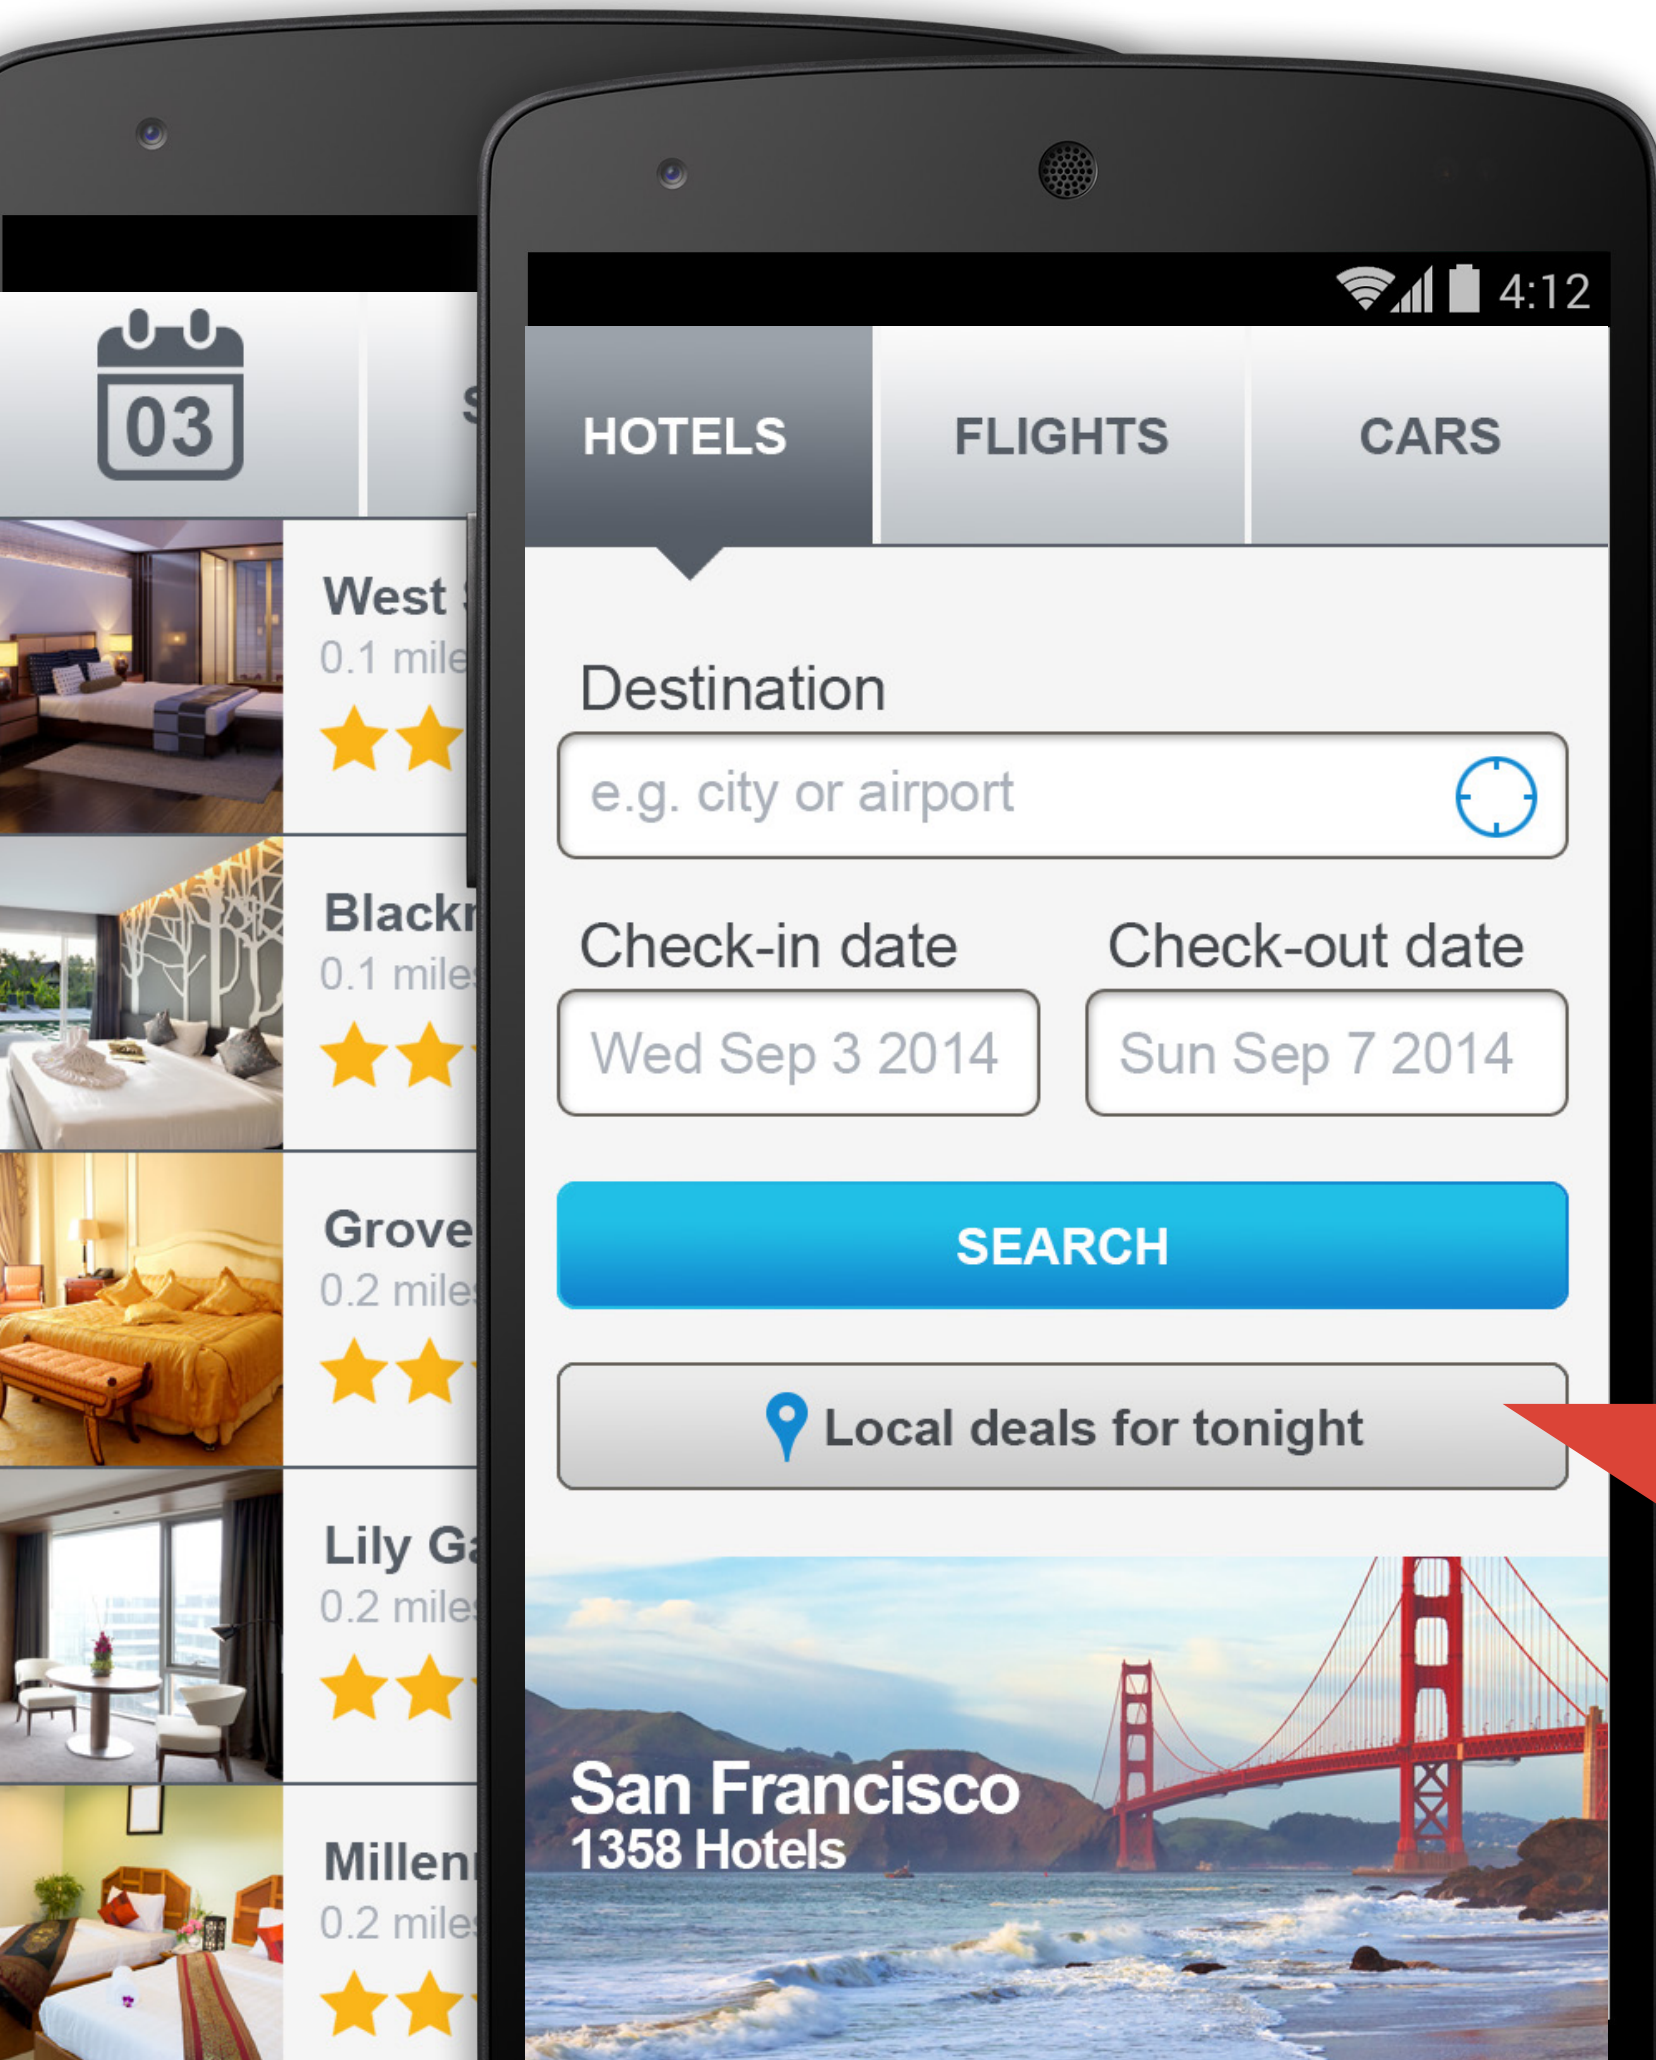 4:12
HOTELS
FLIGHTS
CARS
Destination
e.g. city or airport
Check-in date
Check-out date
Wed Sep 3 2014
Sun Sep 7 2014
SEARCH
Local deals for tonight
San Francisco
1358 Hotels
03
West
0.1
0.1
Grove
0.2
Lily
0.2
0.2